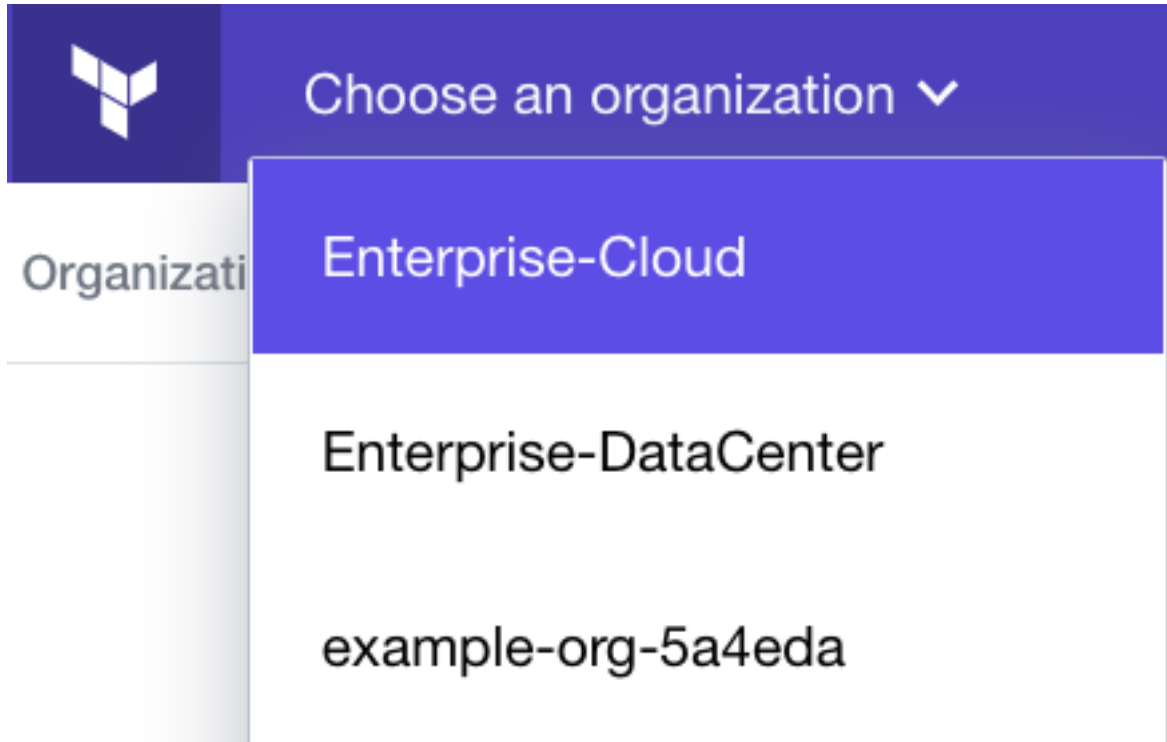 Choose an organization
Enterprise-Cloud
Organizati
Enterprise-DataCenter
example-org-5a4eda